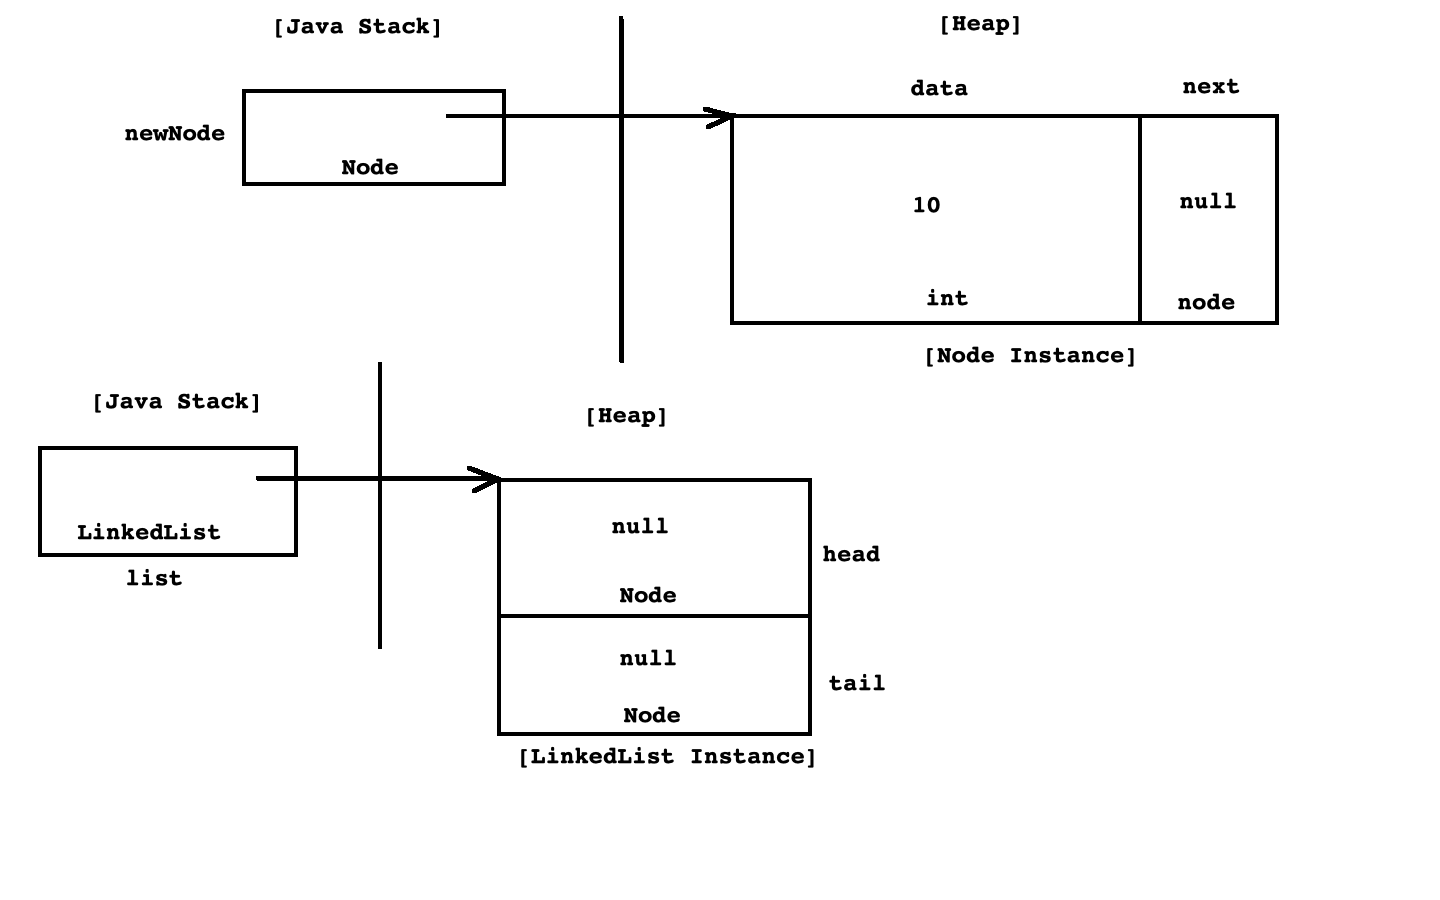 [Java Stack]
[Heap]
data
next
newNode
Node
10
null
int
node
[Node Instance]
[Java Stack]
[Heap]
LinkedList
list
null
Node
head
null
Node
tail
[LinkedList Instance]